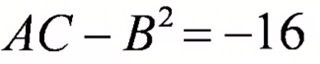 AC − B² = −16